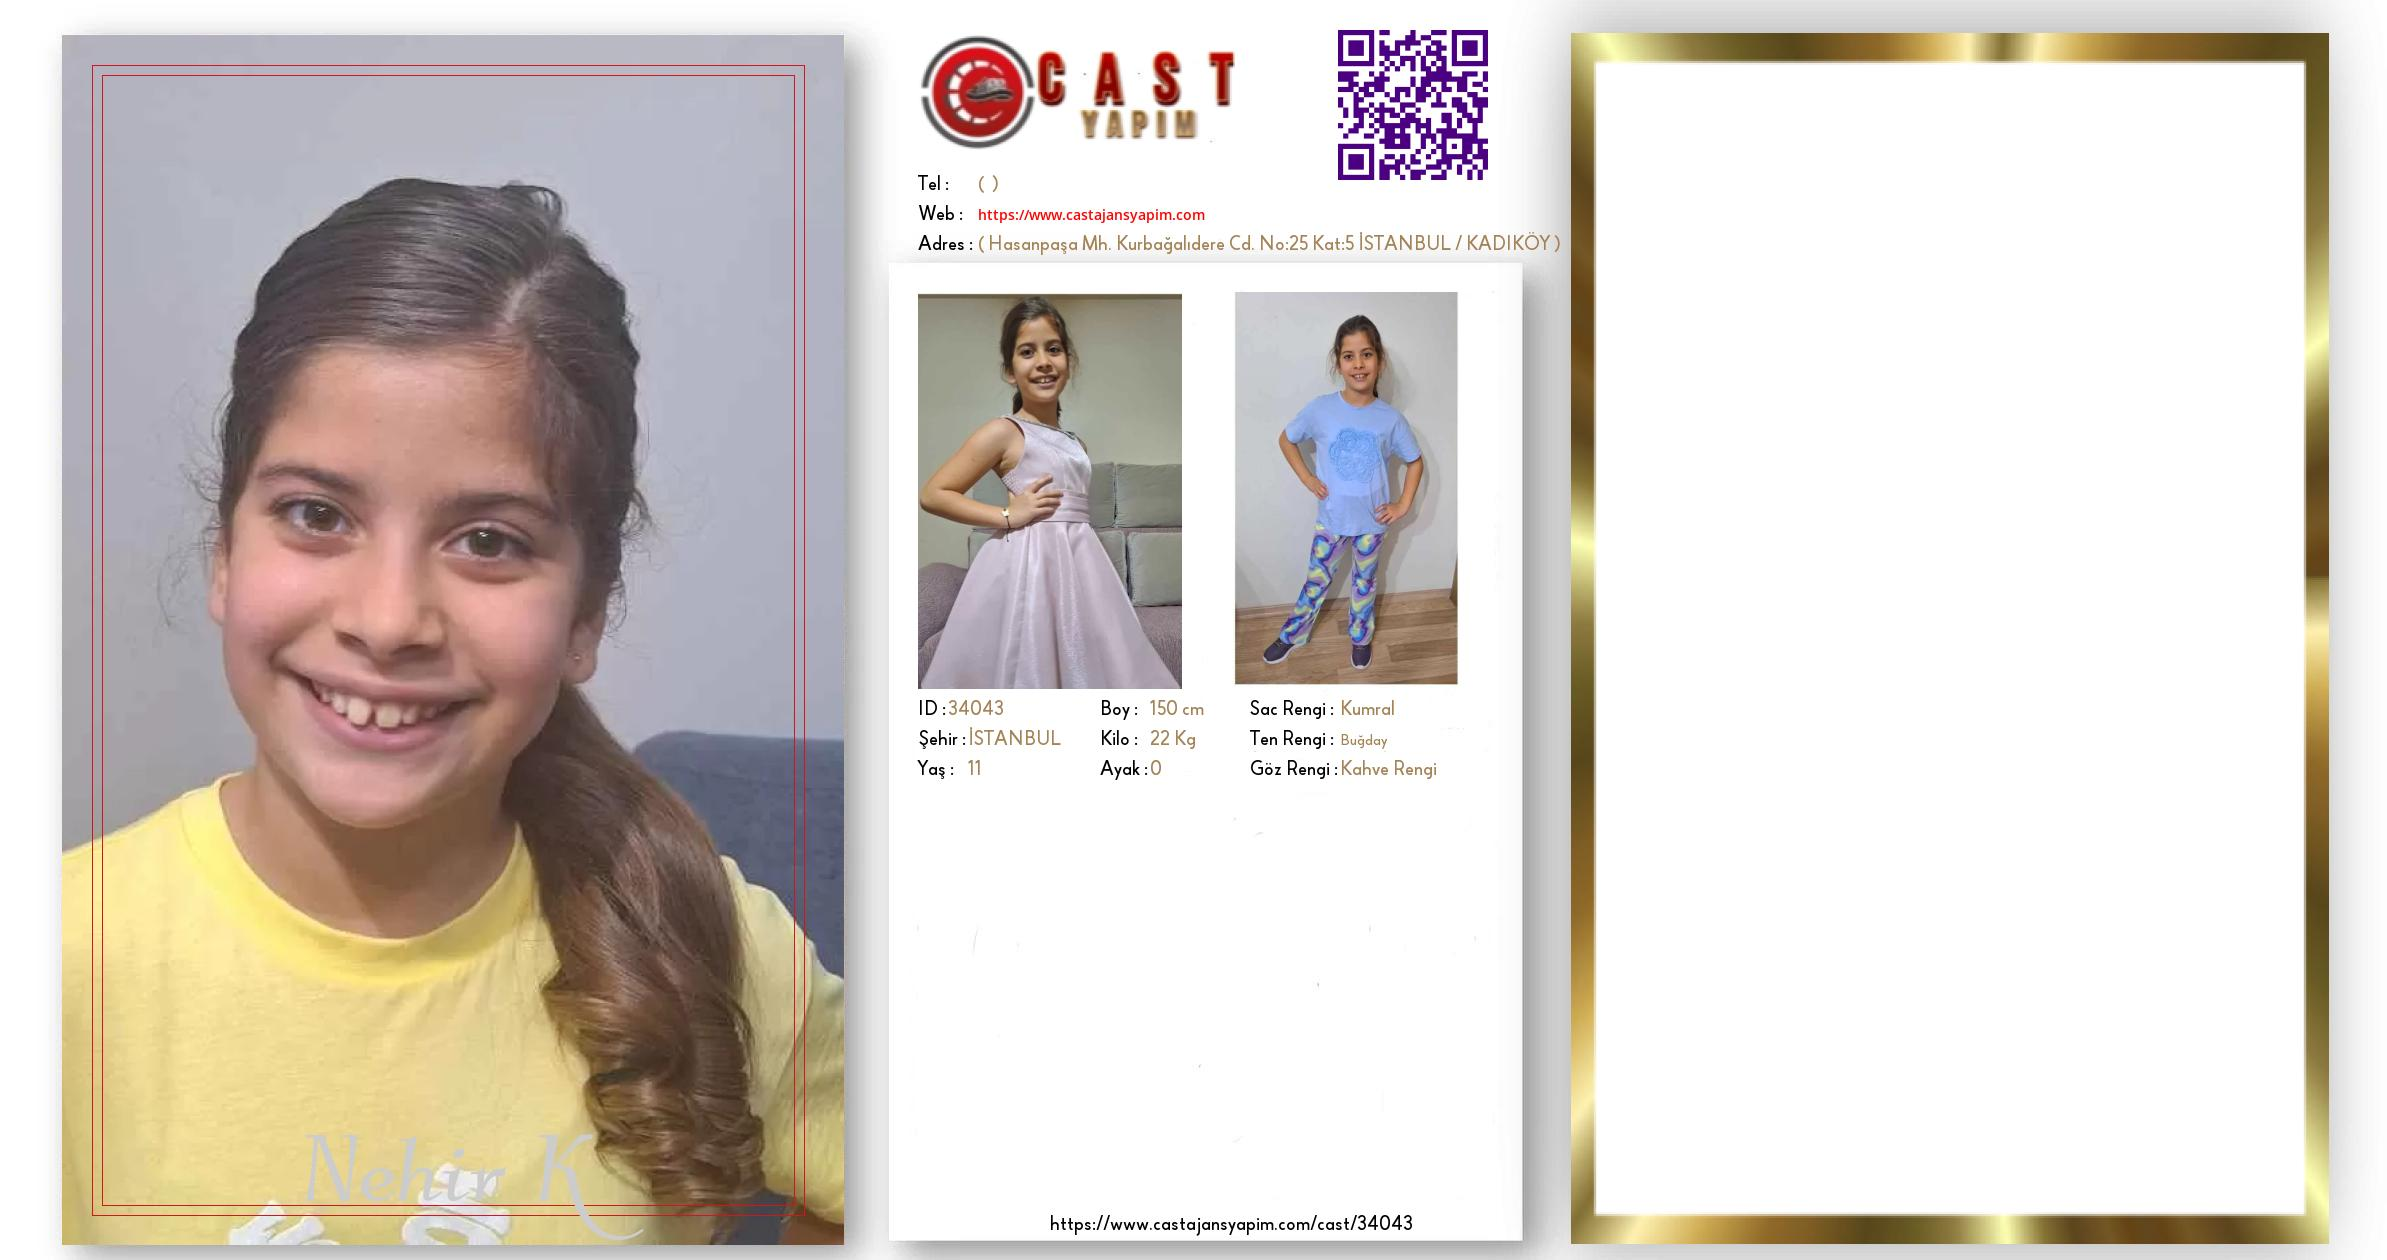 Nehir K
CAST
YAPIM
Tel : ( )
Web : https://www.castajansyapim.com
Adres : ( Hasanpaşa Mh. Kurbağalıdere Cd. No:25 Kat:5 İSTANBUL / KADIKÖY )
ID : 34043 Boy : 150 cm Sac Rengi : Kumral
Şehir : İSTANBUL Kilo : 22 Kg Ten Rengi : Buğday
Yaş : 11 Ayak : 0 Göz Rengi : Kahve Rengi
https://www.castajansyapim.com/cast/34043